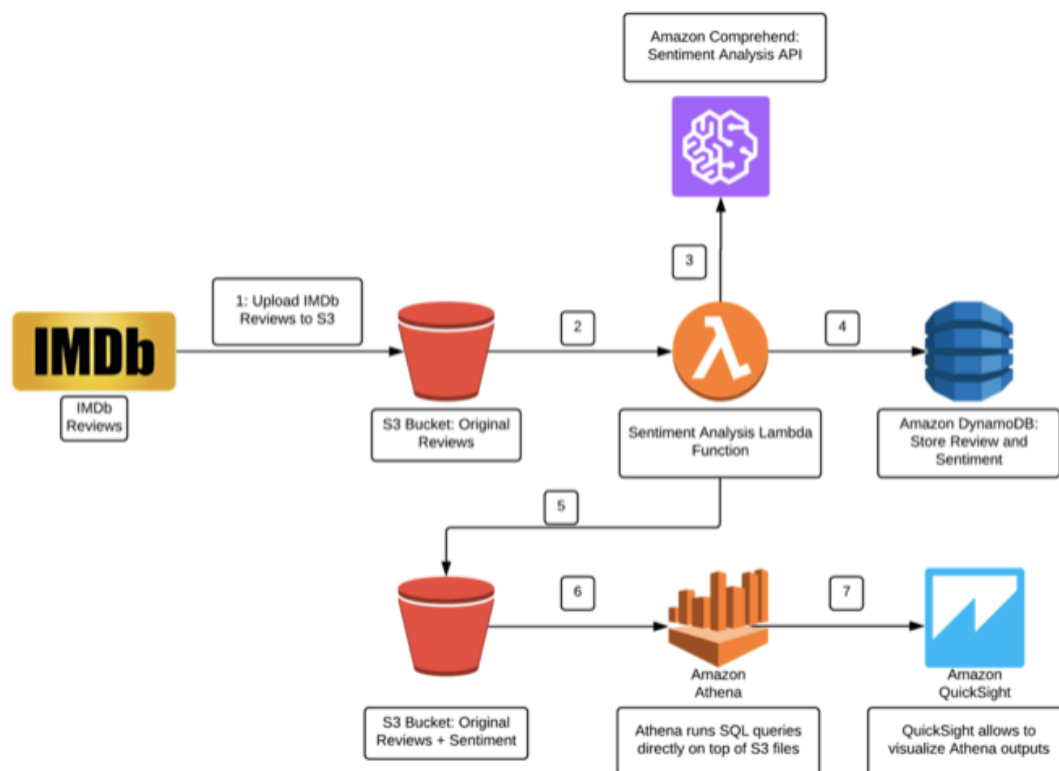 Amazon Comprehend:
Sentiment Analysis API
3
1: Upload IMDb
Reviews to S3
2
4
IMDb
IMDb
Reviews
S3 Bucket: Original
Reviews
Sentiment Analysis Lambda
Function
Amazon DynamoDB:
Store Review and
Sentiment
5
6
7
Amazon
Athena
Amazon
QuickSight
S3 Bucket: Original
Reviews + Sentiment
Athena runs SQL queries
directly on top of S3 files
QuickSight allows to
visualize Athena outputs